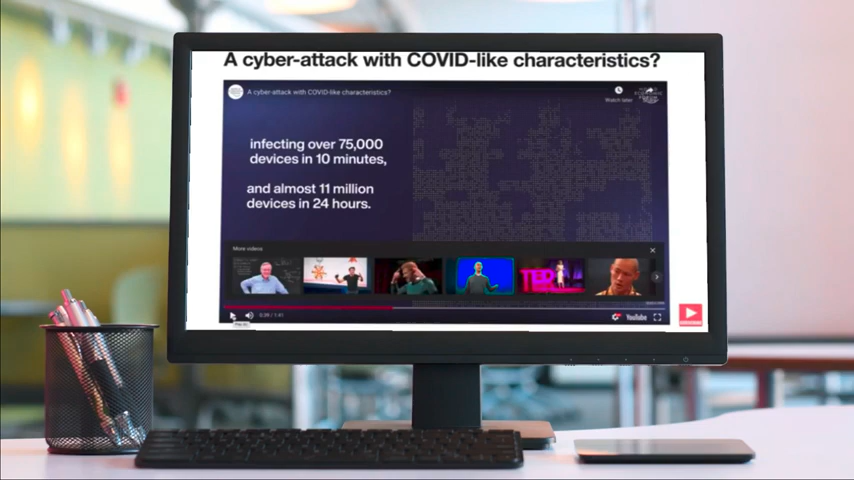 A cyber-attack with COVID-like characteristics?
A cyber-attack with COVID-like characteristics?
Watch later
infecting over 75,000
devices in 10 minutes,
and almost 11 million
devices in 24 hours.
More videos
TED
YouTube